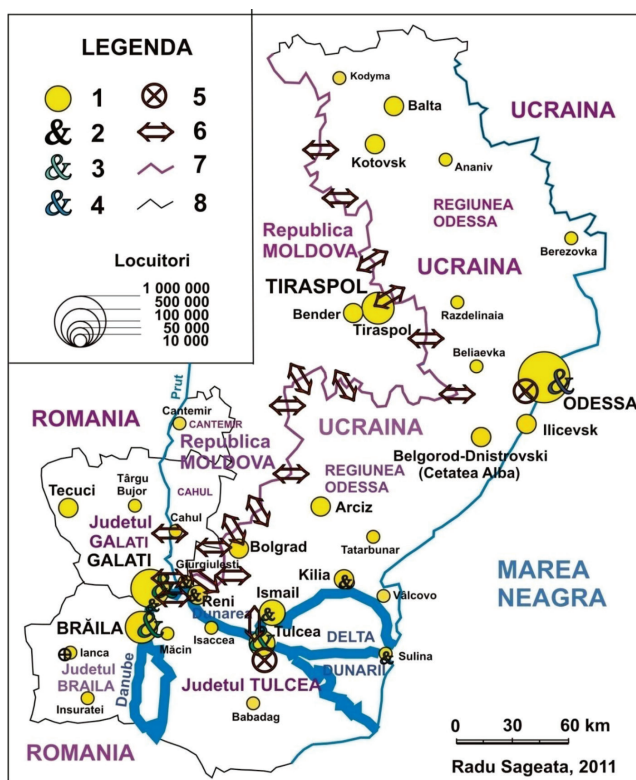 LEGENDA
1
5
& 2
6
& 3
7
& 4
8
Locuitori
1 000 000
500 000
100 000
50 000
10 000
Kodyma
Balta
UCRAINA
Kotovsk
Ananiv
REGIUNEA
ODESSA
Republica
MOLDOVA
Berezovka
UCRAINA
TIRASPOL
Bender
Tiraspol
Razdelinaia
Beliaevka
&
ODESSA
Ilicevsk
Belgorod-Dnistrovski
(Cetatea Alba)
Prut
ROMANIA
Cantemir
CANTEMIR
Republica
MOLDOVA
UCRAINA
REGIUNEA
ODESSA
Tecuci
Târgu
Bujor
CAHUL
Cahul
Judetul
GALATI
GALATI
Arciz
Tatarbunar
Bolgrad
Giurgiulesti
MAREA
NEAGRA
Kilia
&
Vâlcovo
Ismail
&
&
Reni
Dunarea
&
BRĂILA
&
Măcin
Isaccea
Tulcea
&
DELTA
DUNARII
&
Sulina
Ianca
Judetul
BRAILA
Insuratei
Danube
Judetul TULCEA
Babadag
ROMANIA
0 30 60 km
Radu Sageata, 2011